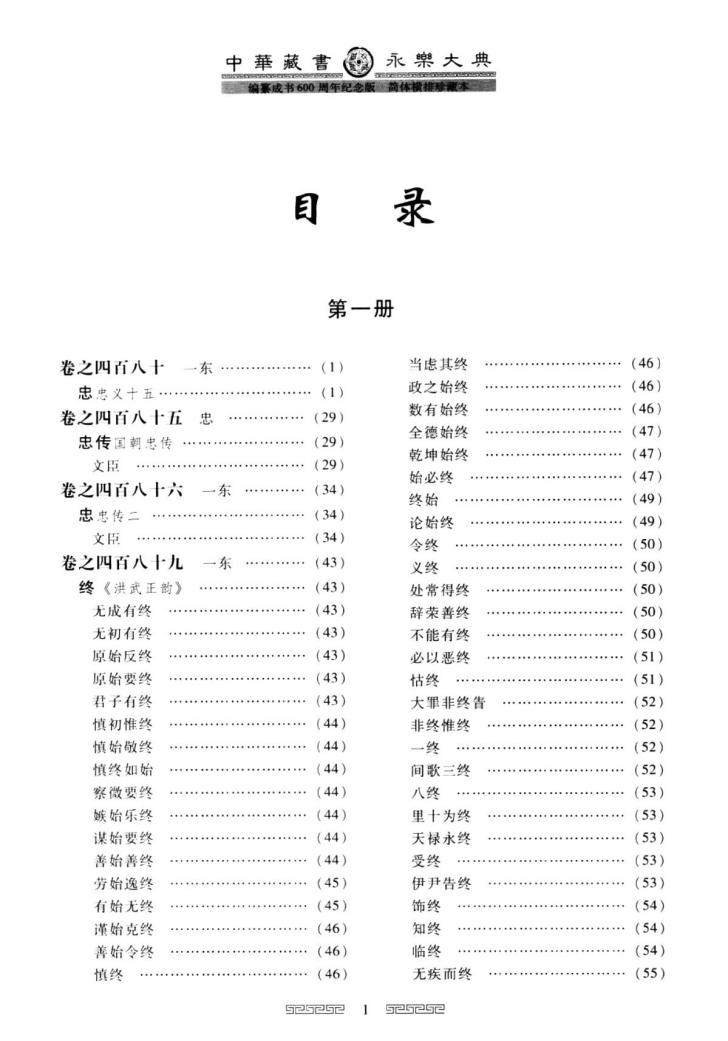 中華藏書 永樂大典
编纂成书600周年纪念版 简体横排珍藏本
目 录
第一册
卷之四百八十 一东 ……………… (1)
忠忠义十五 ………………………… (1)
卷之四百八十五 忠 …………… (29)
忠传国朝忠传 …………………… (29)
文臣 …………………………… (29)
卷之四百八十六 一东 ………… (34)
忠忠传二 ………………………… (34)
文臣 …………………………… (34)
卷之四百八十九 一东 ………… (43)
终《洪武正韵》 ………………… (43)
无成有终 ……………………… (43)
无初有终 ……………………… (43)
原始反终 ……………………… (43)
原始要终 ……………………… (43)
君子有终 ……………………… (43)
慎初惟终 ……………………… (44)
慎始敬终 ……………………… (44)
慎终如始 ……………………… (44)
察微要终 ……………………… (44)
嫉始乐终 ……………………… (44)
谋始要终 ……………………… (44)
善始善终 ……………………… (44)
劳始逸终 ……………………… (45)
有始无终 ……………………… (45)
谨始克终 ……………………… (46)
善始令终 ……………………… (46)
慎终 …………………………… (46)
当虑其终 ……………………… (46)
政之始终 ……………………… (46)
数有始终 ……………………… (46)
全德始终 ……………………… (47)
乾坤始终 ……………………… (47)
始必终 ………………………… (47)
终始 …………………………… (49)
论始终 ………………………… (49)
令终 …………………………… (50)
义终 …………………………… (50)
处常得终 ……………………… (50)
辞荣善终 ……………………… (50)
不能有终 ……………………… (50)
必以恶终 ……………………… (51)
怙终 …………………………… (51)
大罪非终眚 …………………… (52)
非终惟终 ……………………… (52)
一终 …………………………… (52)
间歌三终 ……………………… (52)
八终 …………………………… (53)
里十为终 ……………………… (53)
天禄永终 ……………………… (53)
受终 …………………………… (53)
伊尹告终 ……………………… (53)
饰终 …………………………… (54)
知终 …………………………… (54)
临终 …………………………… (54)
无疾而终 ……………………… (55)
1